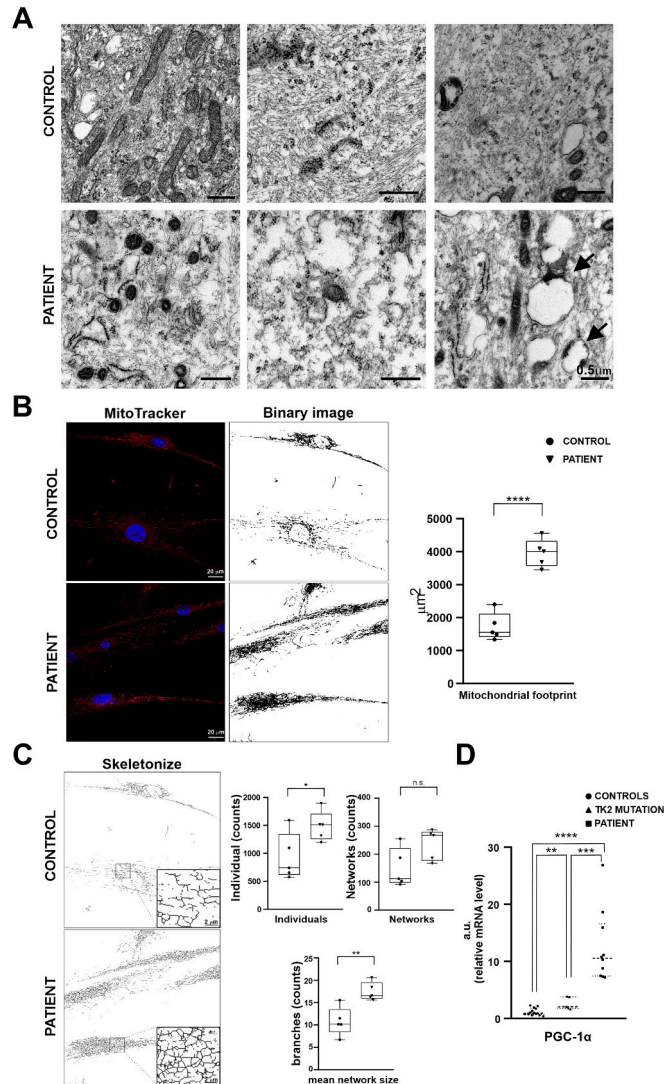 A
CONTROL
PATIENT
0.5μm
B
MitoTracker
Binary image
CONTROL
20 μm
PATIENT
20 μm
CONTROL
PATIENT
****
5000
4000
3000
2000
1000
0
μm2
Mitochondrial footprint
C
Skeletonize
CONTROL
2 μm
PATIENT
2 μm
*
2000
1500
1000
500
0
Individual (counts)
Individuals
n.s.
400
300
200
100
0
Networks (counts)
Networks
**
25
20
15
10
5
0
branches (counts)
mean network size
D
CONTROLS
TK2 MUTATION
PATIENT
****
** ***
30
20
10
0
a.u.
(relative mRNA level)
PGC-1α